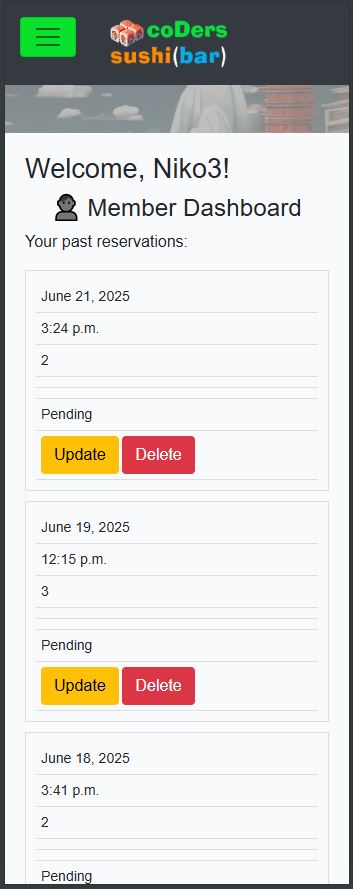 coDers
sushi(bar)
Welcome, Niko3!
Member Dashboard
Your past reservations:
June 21, 2025
3:24 p.m.
2
Pending
Update Delete
June 19, 2025
12:15 p.m.
3
Pending
Update Delete
June 18, 2025
3:41 p.m.
2
Pending